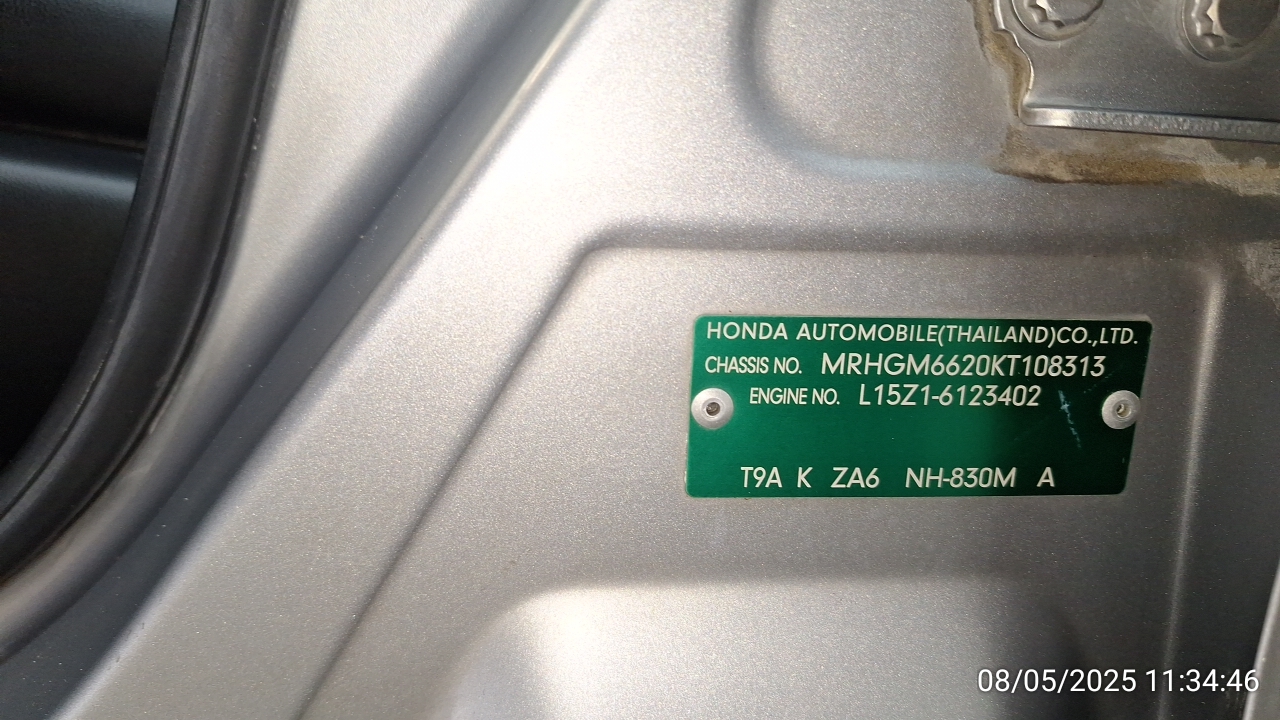 HONDA AUTOMOBILE(THAILAND)CO.,LTD.
CHASSIS NO. MRHGM6620KT108313
ENGINE NO. L15Z1-6123402
T9A K ZA6 NH-830M A
08/05/2025 11:34:46